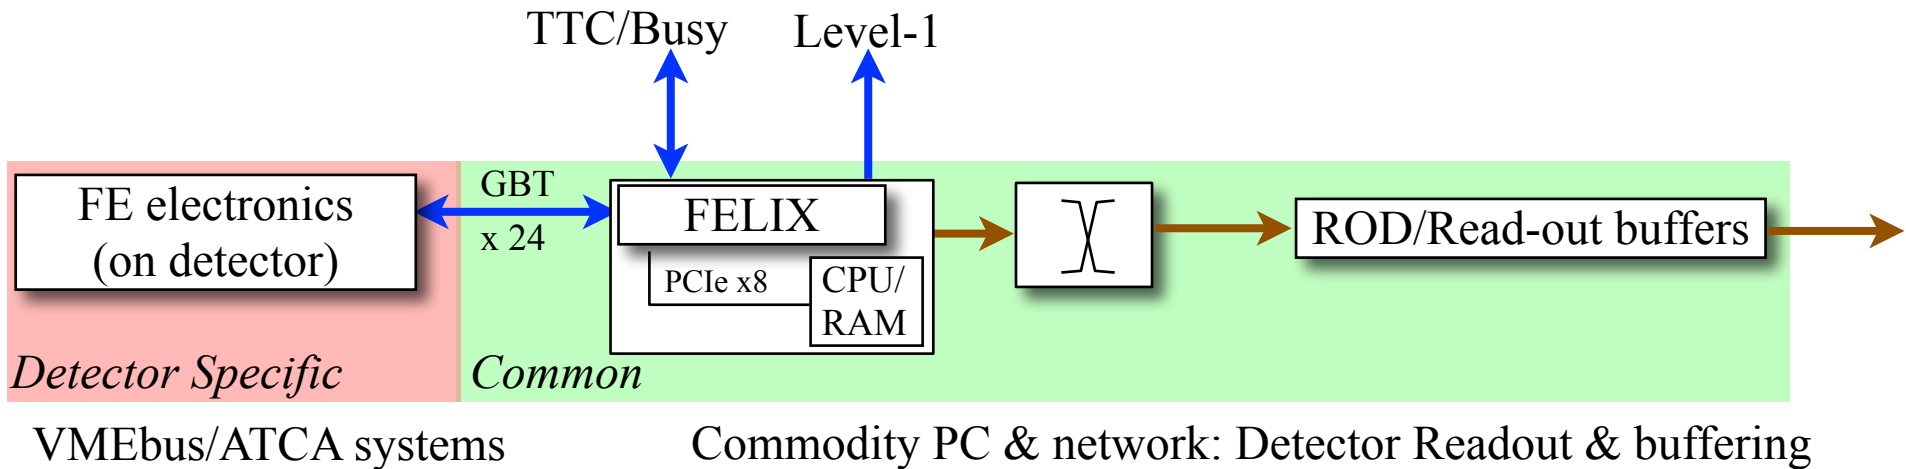 TTC/Busy
Level-1
FE electronics
(on detector)
GBT
x 24
FELIX
PCIe x8
CPU/
RAM
ROD/Read-out buffers
Detector Specific
Common
VMEbus/ATCA systems
Commodity PC & network: Detector Readout & buffering